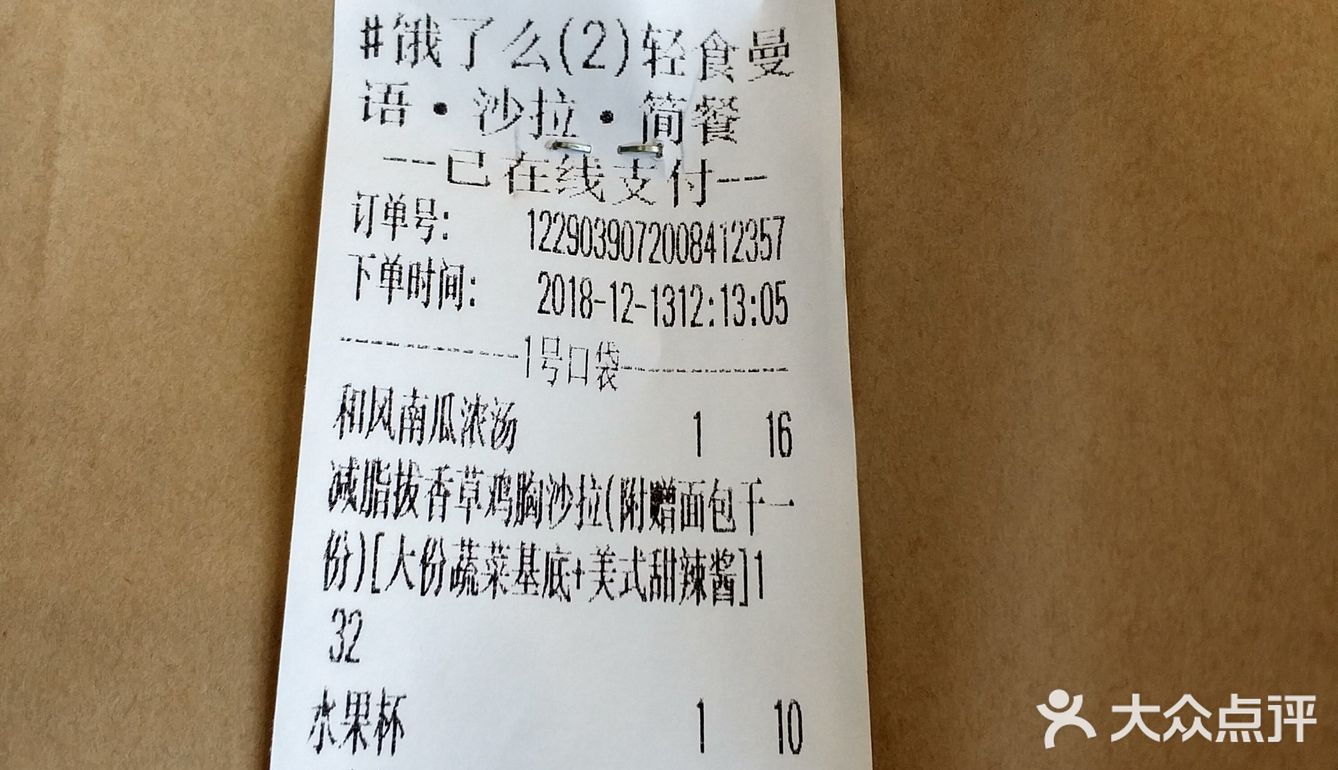 #饿了么(2)轻食曼
语·沙拉·简餐
--已在线支付--
订单号: 1229039072008412357
下单时间: 2018-12-1312:13:05
1号口袋
和风南瓜浓汤 1 16
减脂拔香草鸡胸沙拉(附赠面包干一
份)[大份蔬菜基底+美式甜辣酱]1
32
水果杯 1 10
大众点评